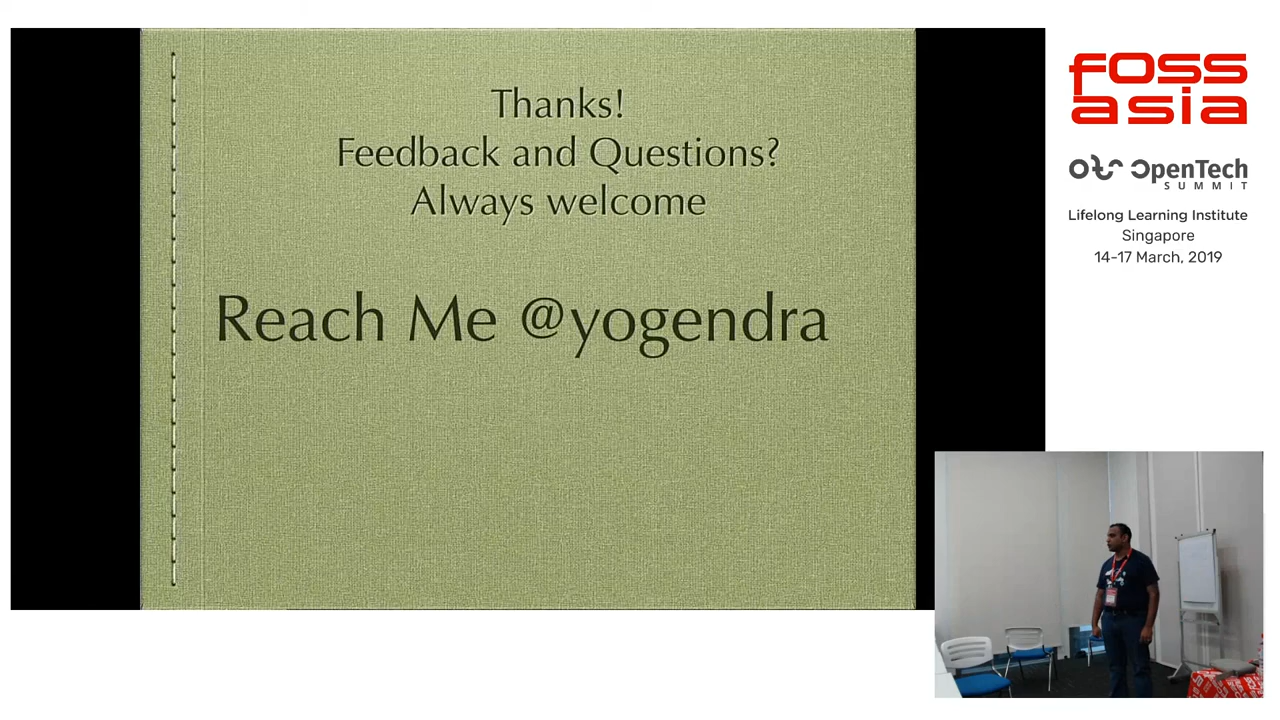 Thanks!
Feedback and Questions?
Always welcome
Reach Me @yogendra
FOSS
asia
OpenTech
SUMMIT
Lifelong Learning Institute
Singapore
14-17 March, 2019